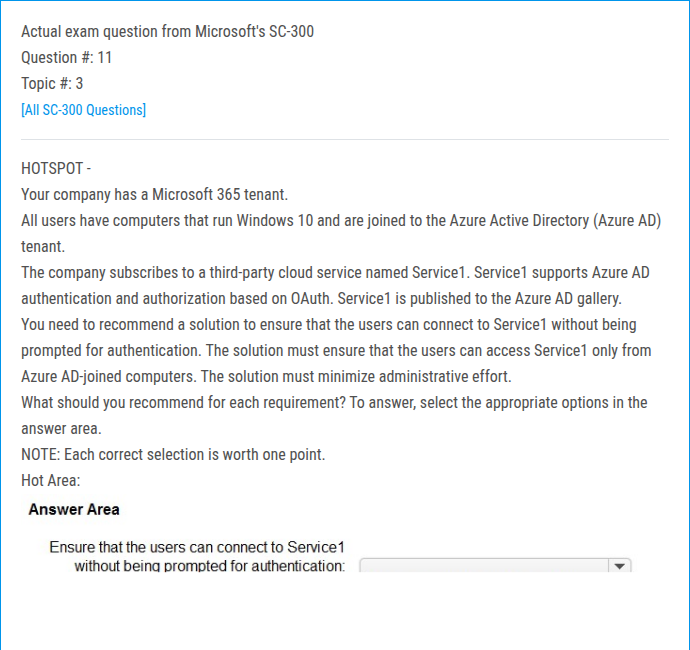 Actual exam question from Microsoft's SC-300
Question #: 11
Topic #: 3
[All SC-300 Questions]
HOTSPOT -
Your company has a Microsoft 365 tenant.
All users have computers that run Windows 10 and are joined to the Azure Active Directory (Azure AD)
tenant.
The company subscribes to a third-party cloud service named Service1. Service1 supports Azure AD
authentication and authorization based on OAuth. Service1 is published to the Azure AD gallery.
You need to recommend a solution to ensure that the users can connect to Service1 without being
prompted for authentication. The solution must ensure that the users can access Service1 only from
Azure AD-joined computers. The solution must minimize administrative effort.
What should you recommend for each requirement? To answer, select the appropriate options in the
answer area.
NOTE: Each correct selection is worth one point.
Hot Area:
Answer Area
Ensure that the users can connect to Service1
without being prompted for authentication: